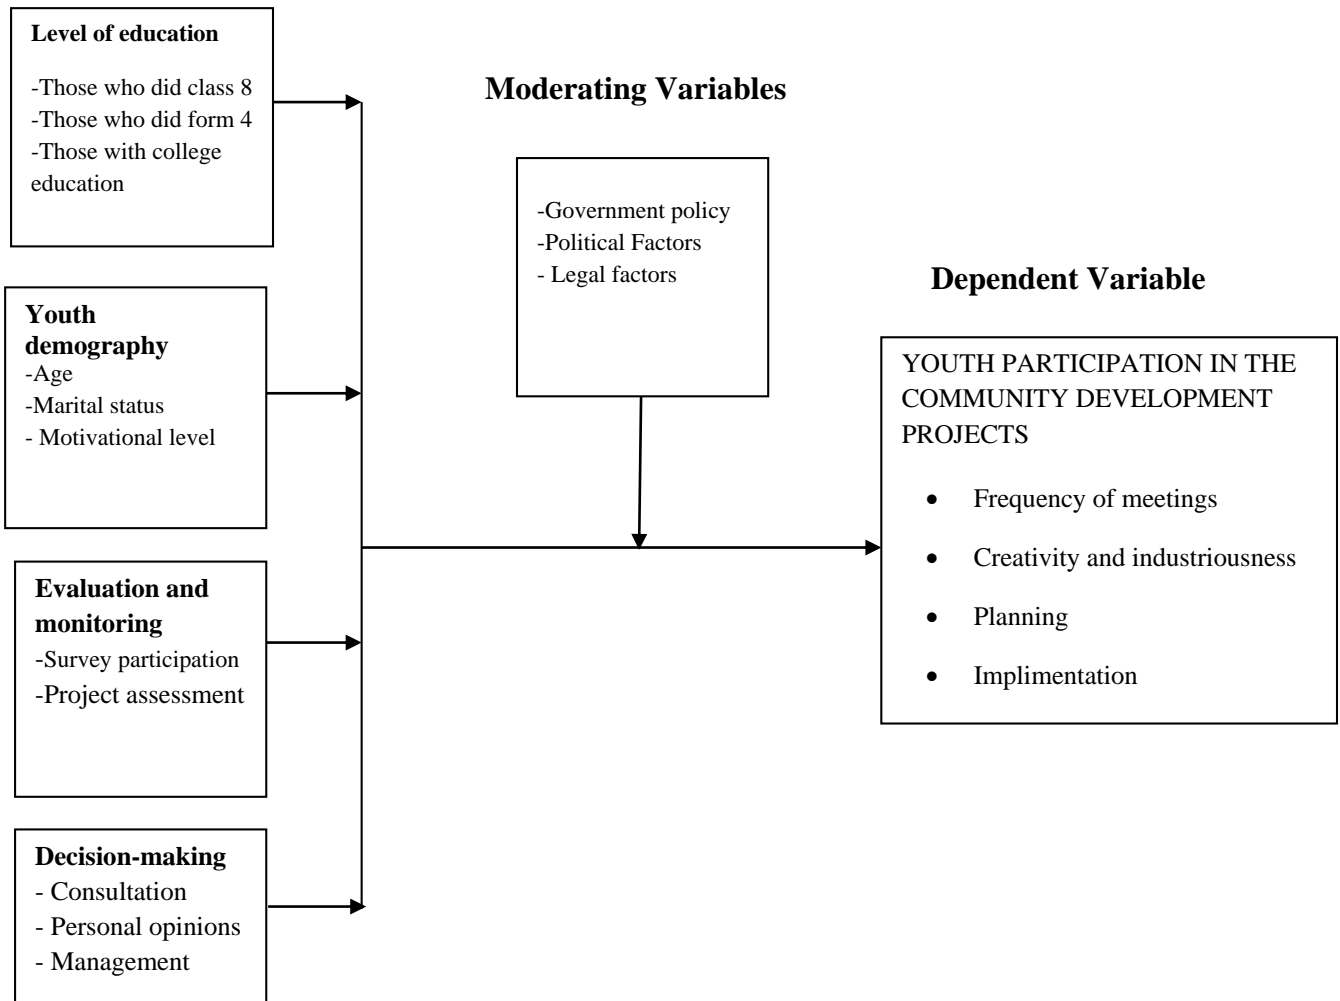 Level of education
-Those who did class 8
-Those who did form 4
-Those with college
education
Youth
demography
-Age
-Marital status
- Motivational level
Evaluation and
monitoring
-Survey participation
-Project assessment
Decision-making
- Consultation
- Personal opinions
- Management
Moderating Variables
-Government policy
-Political Factors
- Legal factors
Dependent Variable
YOUTH PARTICIPATION IN THE
COMMUNITY DEVELOPMENT
PROJECTS
• Frequency of meetings
• Creativity and industriousness
• Planning
• Implimentation